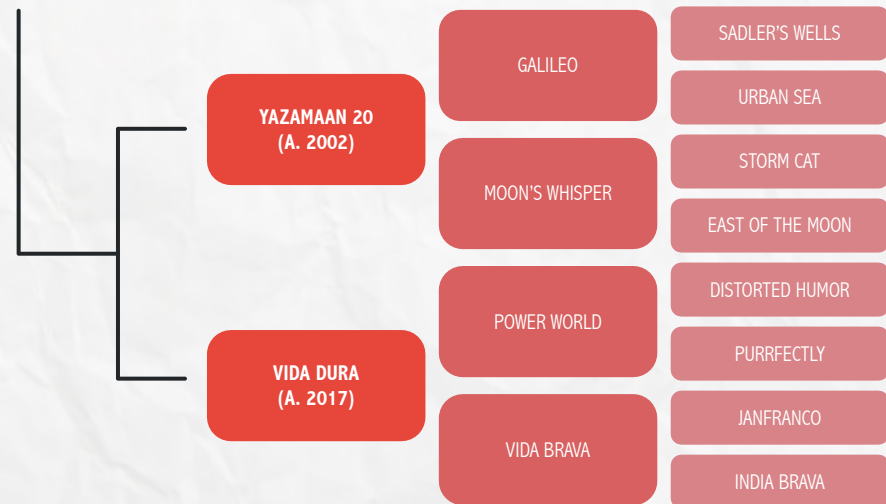 YAZAMAAN 20
(A. 2002)
VIDA DURA
(A. 2017)
GALILEO
MOON'S WHISPER
POWER WORLD
VIDA BRAVA
SADLER'S WELLS
URBAN SEA
STORM CAT
EAST OF THE MOON
DISTORTED HUMOR
PURRFECTLY
JANFRANCO
INDIA BRAVA